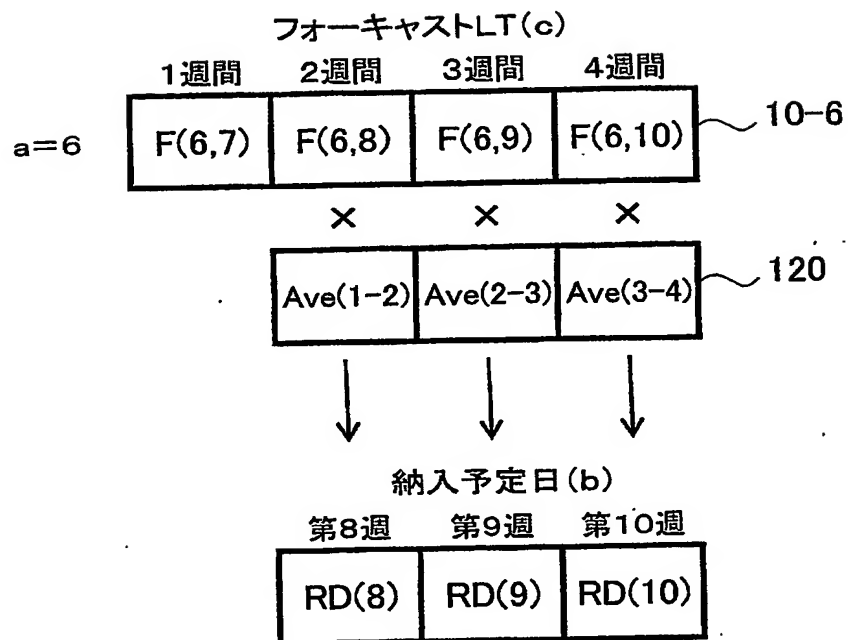 フォーキャストLT(c)
1週間 2週間 3週間 4週間
a=6 F(6,7) F(6,8) F(6,9) F(6,10) 10-6
× × ×
Ave(1-2) Ave(2-3) Ave(3-4) 120
納入予定日(b)
第8週 第9週 第10週
RD(8) RD(9) RD(10)